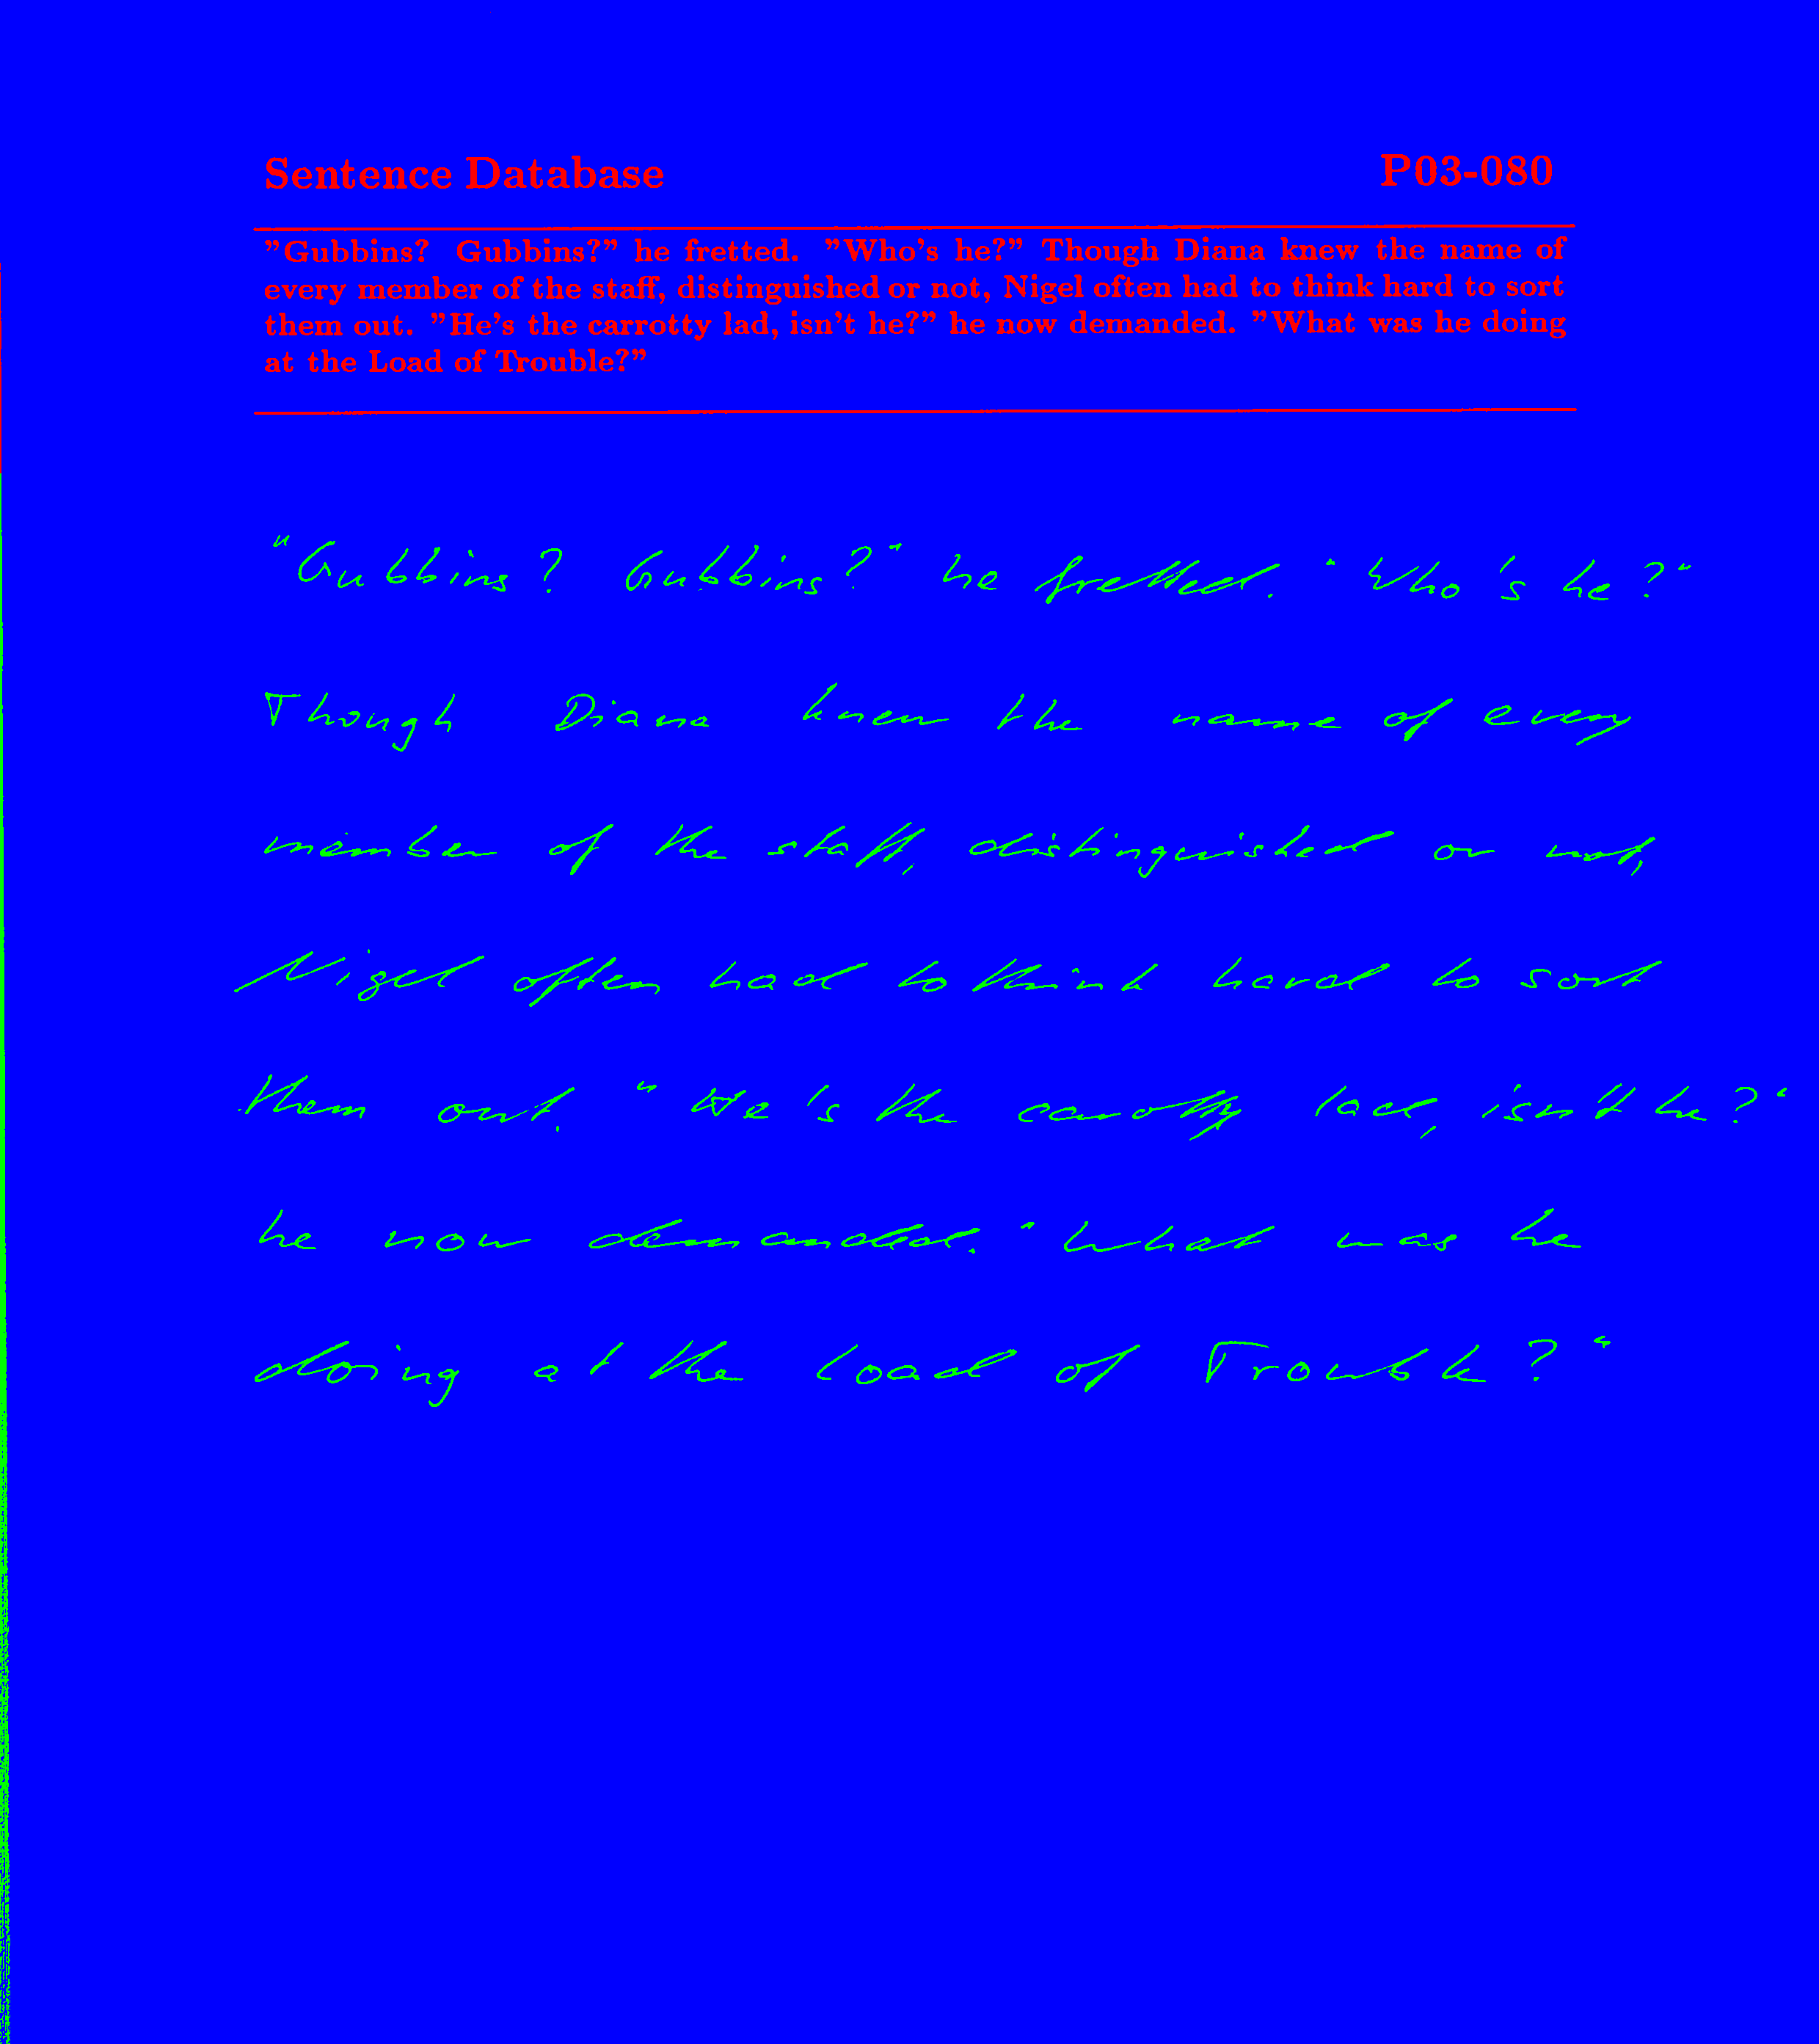 Sentence Database P03-080
"Gubbins? Gubbins?" he fretted. "Who's he?" Though Diana knew the name of
every member of the staff, distinguished or not, Nigel often had to think hard to sort
them out. "He's the carrotty lad, isn't he?" he now demanded. "What was he doing
at the Load of Trouble?"
"Gubbins? Gubbins?" he fretted. "Who's he?"
Though Diana knew the name of every
member of the staff, distinguished or not,
Nigel often had to think hard to sort
them out. "He's the carrotty lad, isn't he?"
he now demanded. "What was he
doing at the Load of Trouble?"